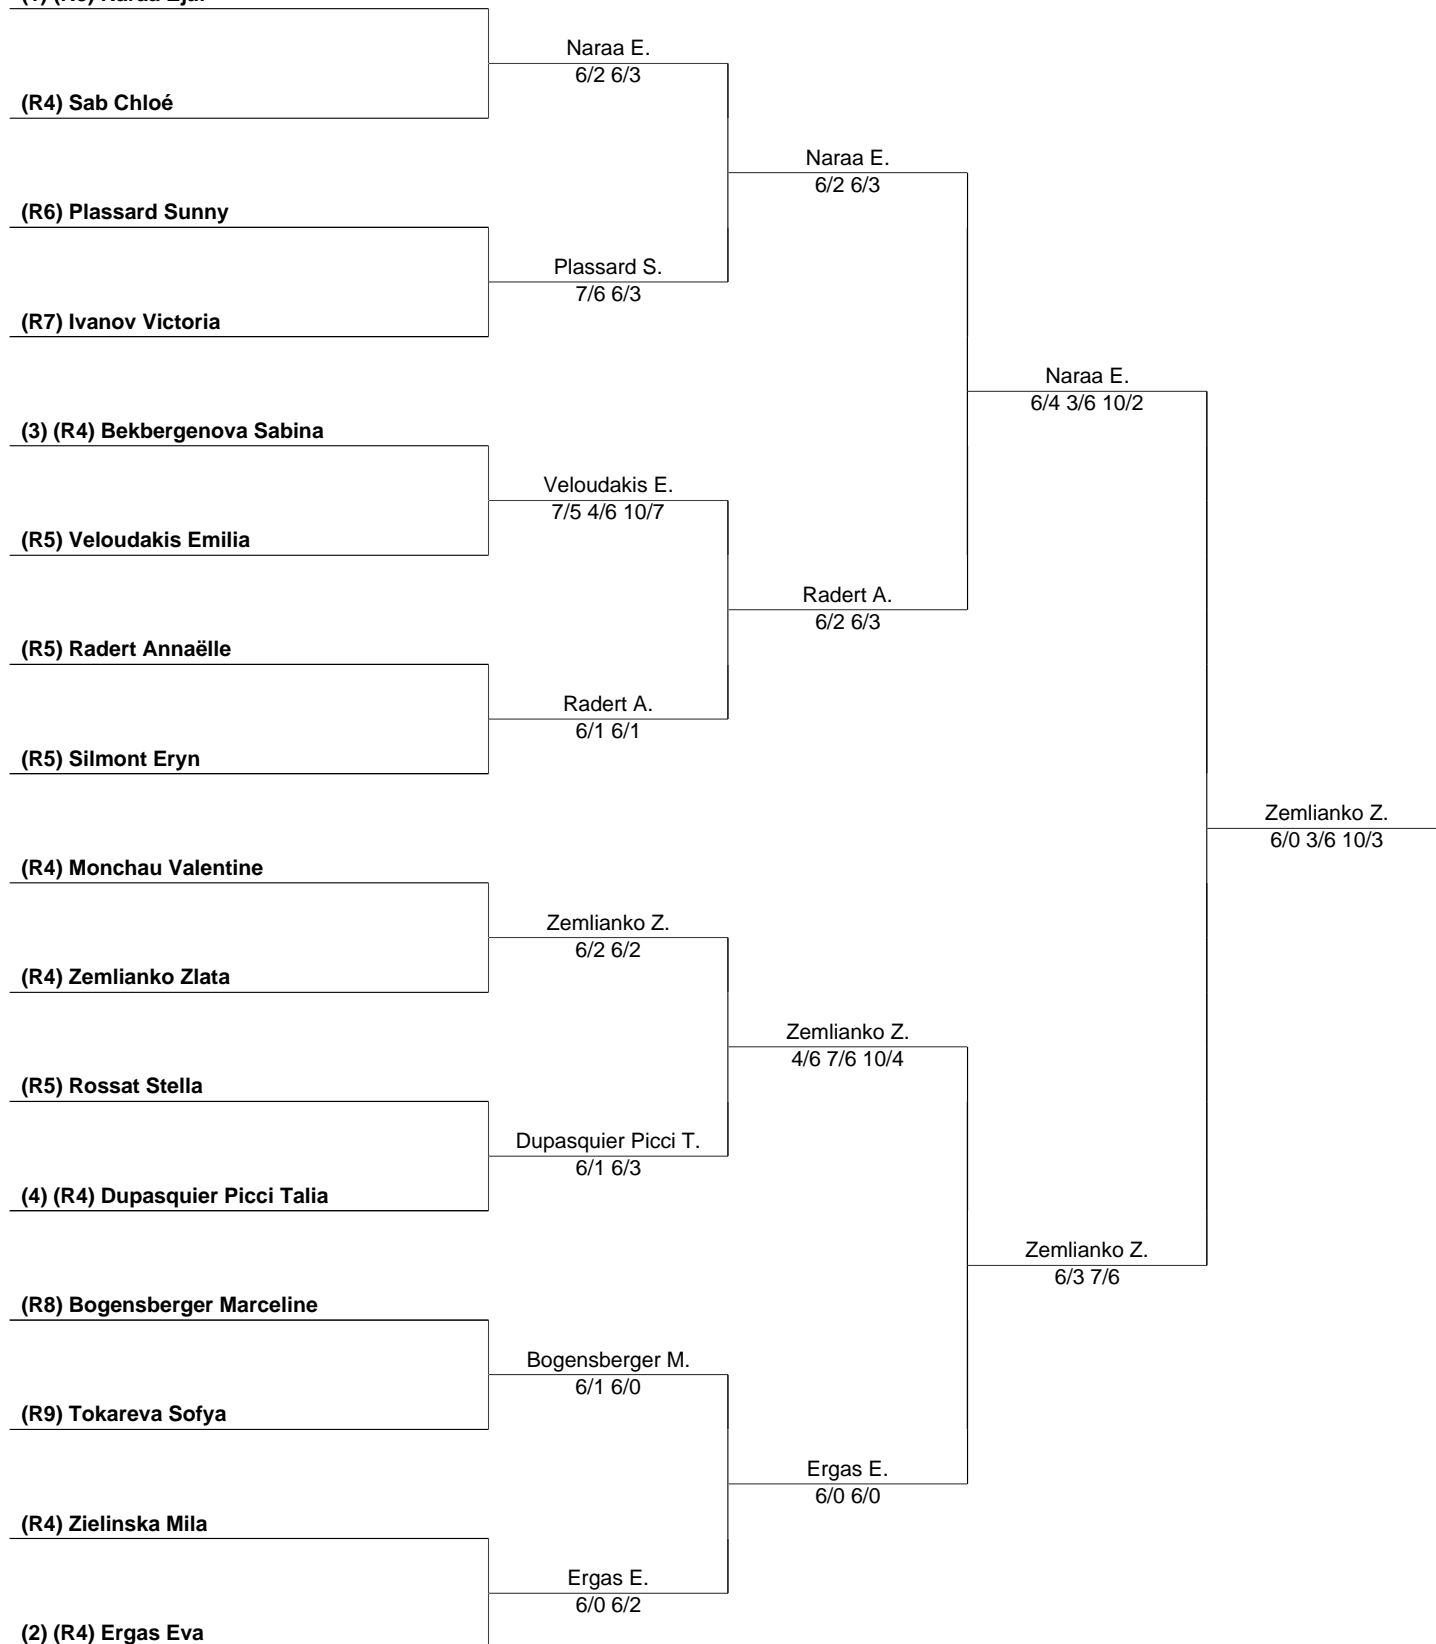 (R4) Sab Chloé
(R6) Plassard Sunny
(R7) Ivanov Victoria
(3) (R4) Bekbergenova Sabina
(R5) Veloudakis Emilia
(R5) Radert Annaëlle
(R5) Silmont Eryn
(R4) Monchau Valentine
(R4) Zemlianko Zlata
(R5) Rossat Stella
(4) (R4) Dupasquier Picci Talia
(R8) Bogensberger Marceline
(R9) Tokareva Sofya
(R4) Zielinska Mila
(2) (R4) Ergas Eva
Naraa E.
6/2 6/3
Plassard S.
7/6 6/3
Veloudakis E.
7/5 4/6 10/7
Radert A.
6/1 6/1
Zemlianko Z.
6/2 6/2
Dupasquier Picci T.
6/1 6/3
Bogensberger M.
6/1 6/0
Ergas E.
6/0 6/2
Naraa E.
6/2 6/3
Radert A.
6/2 6/3
Zemlianko Z.
4/6 7/6 10/4
Ergas E.
6/0 6/0
Naraa E.
6/4 3/6 10/2
Zemlianko Z.
6/3 7/6
Zemlianko Z.
6/0 3/6 10/3